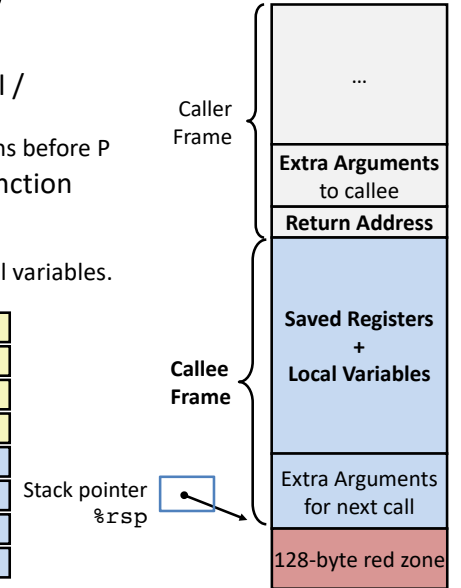 l /
ns before P
nction
l variables.
...
Caller
Frame
Extra Arguments
to callee
Return Address
Saved Registers
+
Local Variables
Callee
Frame
Stack pointer
%rsp
Extra Arguments
for next call
128-byte red zone